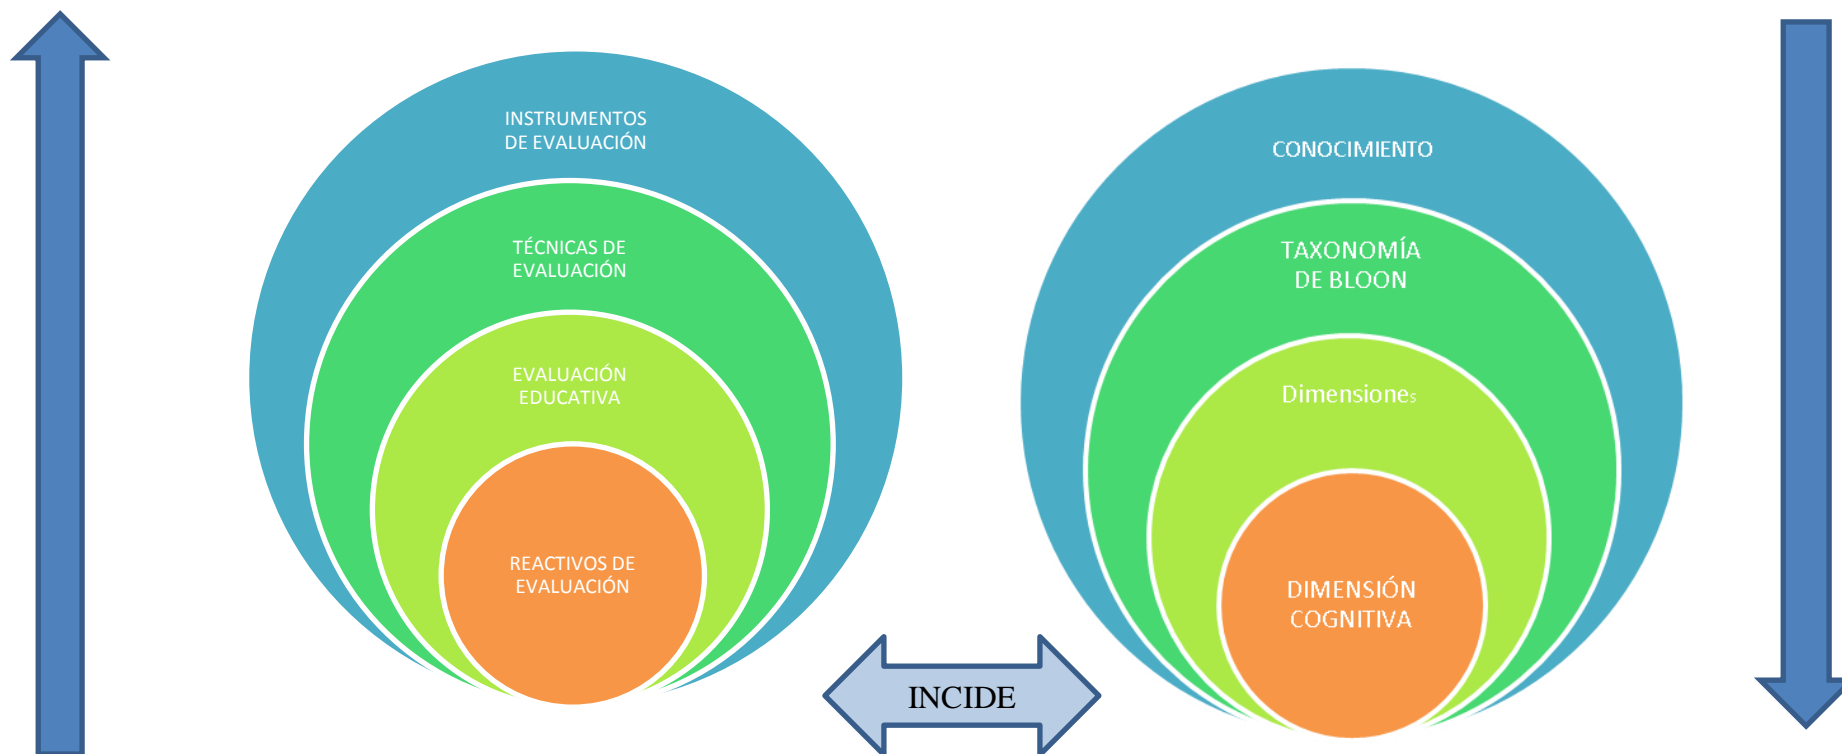 INSTRUMENTOS
DE EVALUACIÓN
TÉCNICAS DE
EVALUACIÓN
EVALUACIÓN
EDUCATIVA
REACTIVOS DE
EVALUACIÓN
CONOCIMIENTO
TAXONOMÍA
DE BLOON
Dimensiones
DIMENSIÓN
COGNITIVA
INCIDE